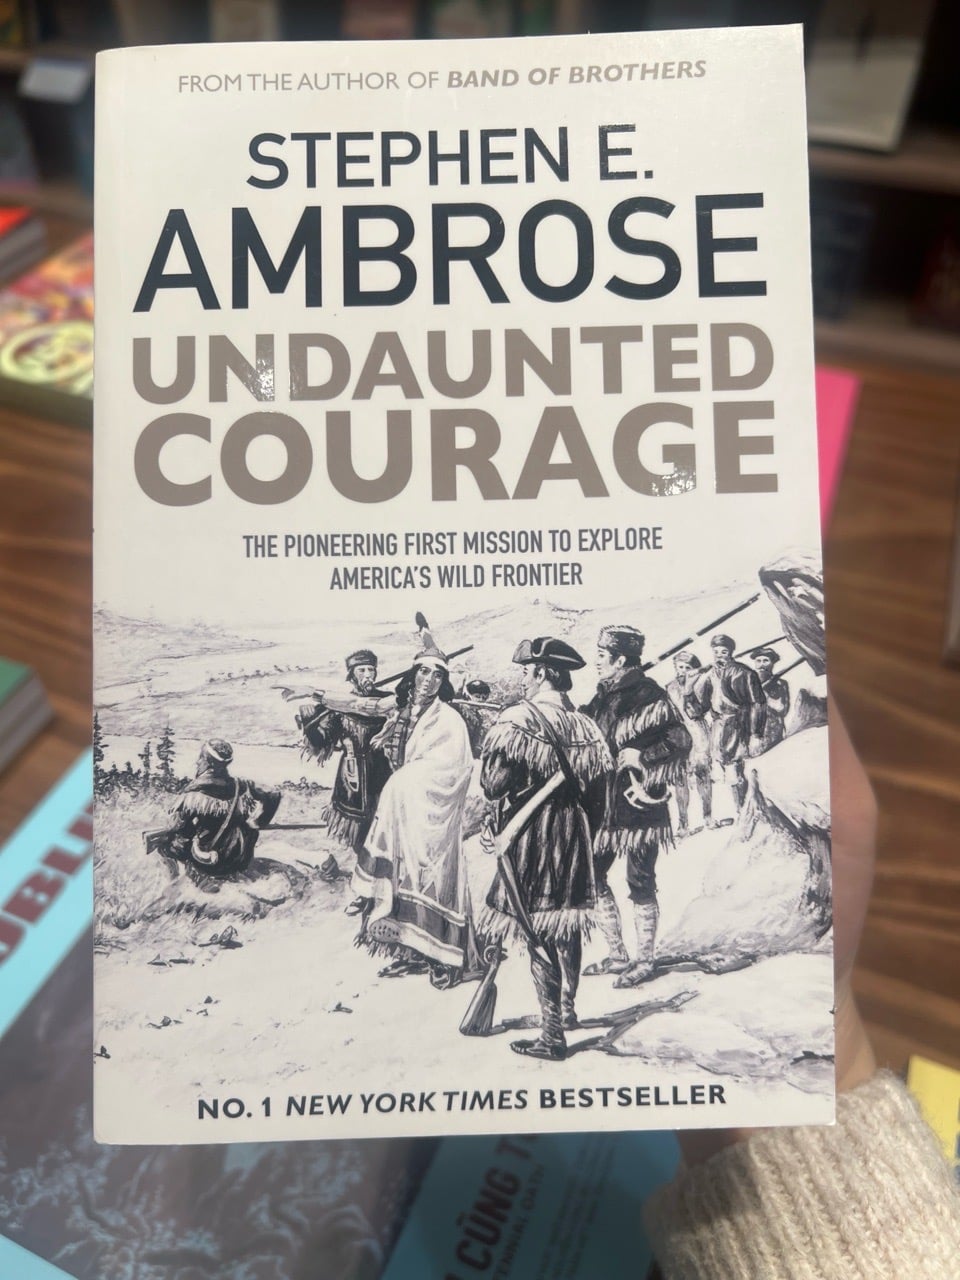 FROM THE AUTHOR OF BAND OF BROTHERS
STEPHEN E.
AMBROSE
UNDAUNTED
COURAGE
THE PIONEERING FIRST MISSION TO EXPLORE
AMERICA'S WILD FRONTIER
NO. 1 NEW YORK TIMES BESTSELLER
CÙNG